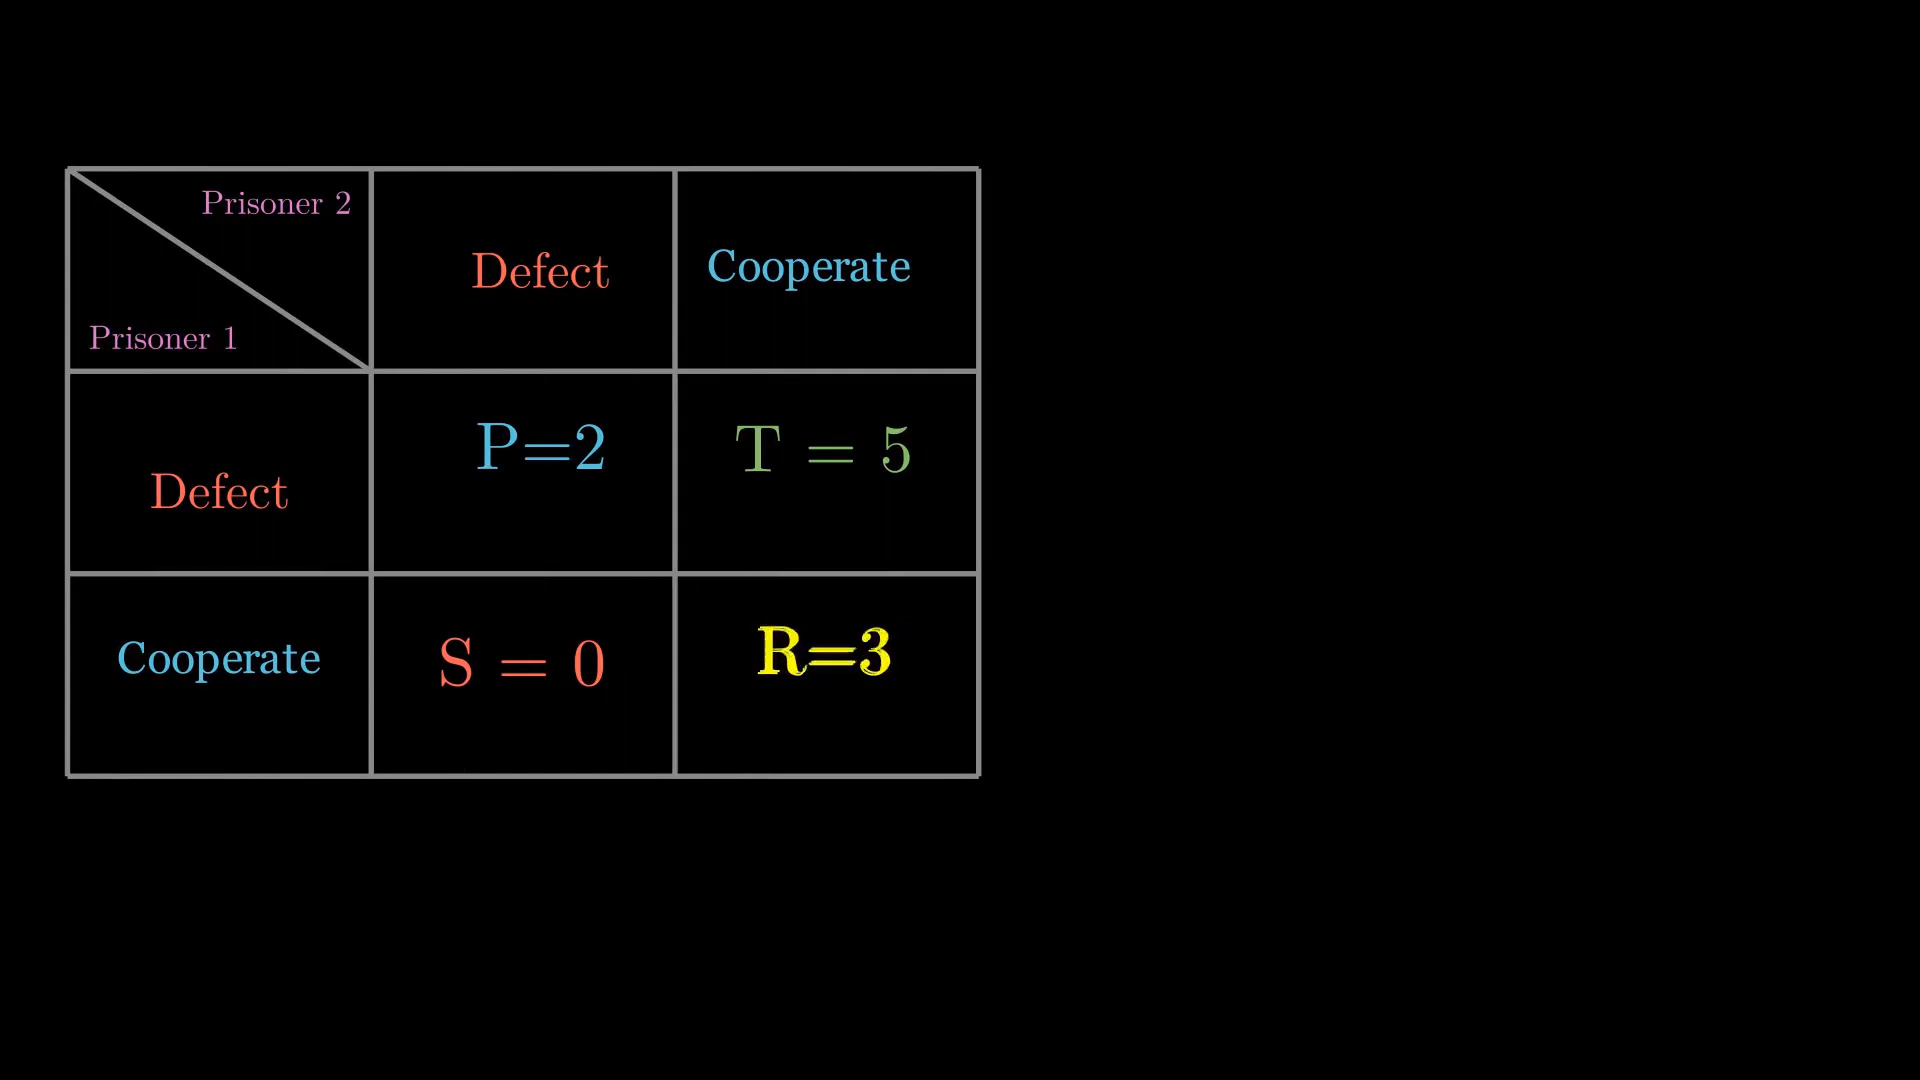 Prisoner 2
Prisoner 1
Defect
Cooperate
Defect
P=2
T = 5
Cooperate
S = 0
R=3